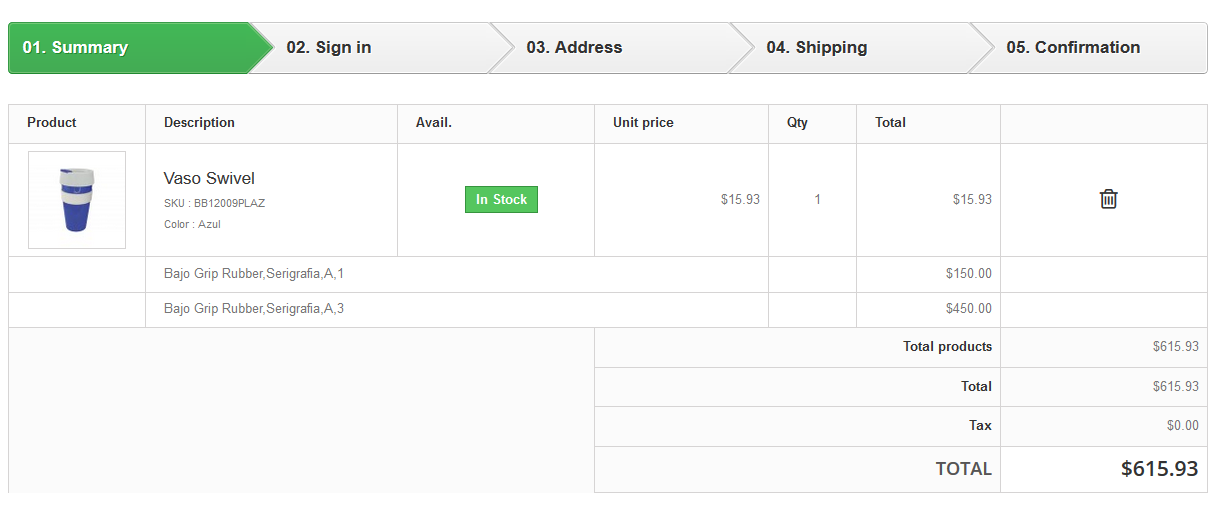 01. Summary
02. Sign in
03. Address
04. Shipping
05. Confirmation
Product Description Avail. Unit price Qty Total
Vaso Swivel
SKU : BB12009PLAZ
Color : Azul
In Stock
$15.93 1 $15.93
Bajo Grip Rubber,Serigrafia,A,1 $150.00
Bajo Grip Rubber,Serigrafia,A,3 $450.00
Total products $615.93
Total $615.93
Tax $0.00
TOTAL $615.93